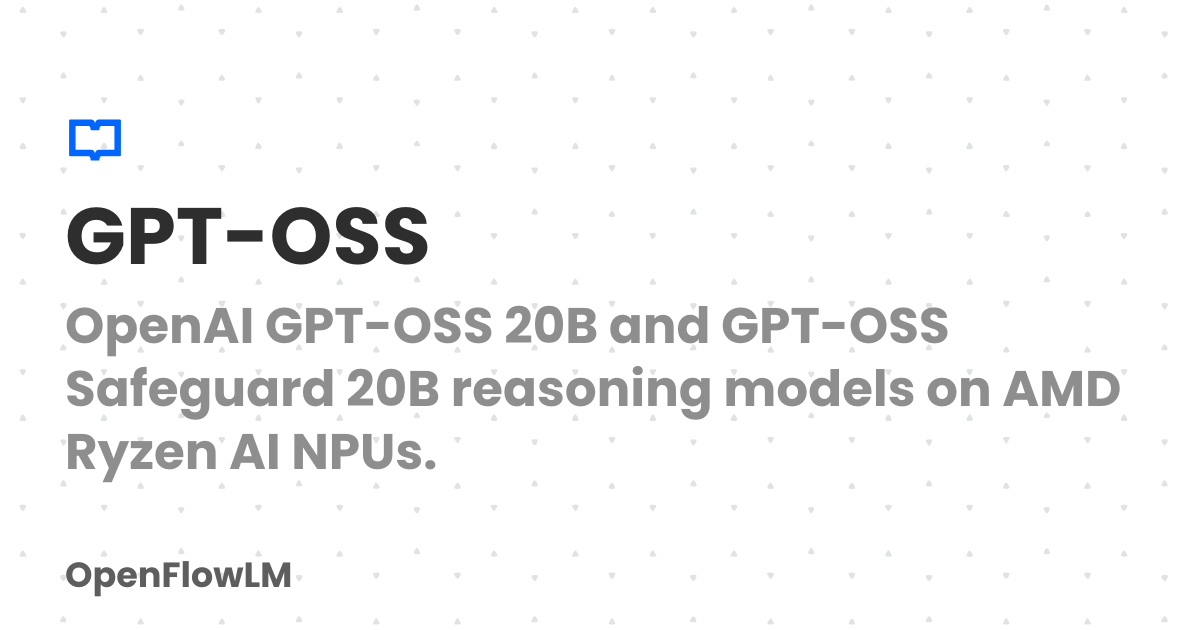 GPT-OSS
OpenAI GPT-OSS 20B and GPT-OSS
Safeguard 20B reasoning models on AMD
Ryzen AI NPUs.
OpenFlowLM